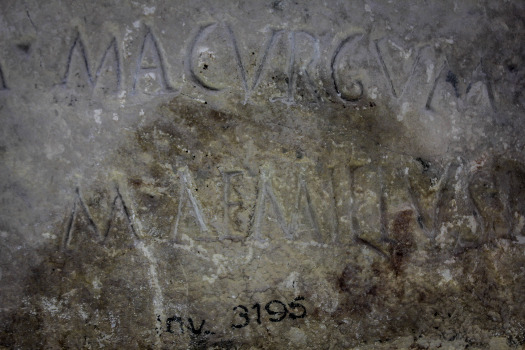 · MACVRGVM
M AEMILIVS
Inv. 3195